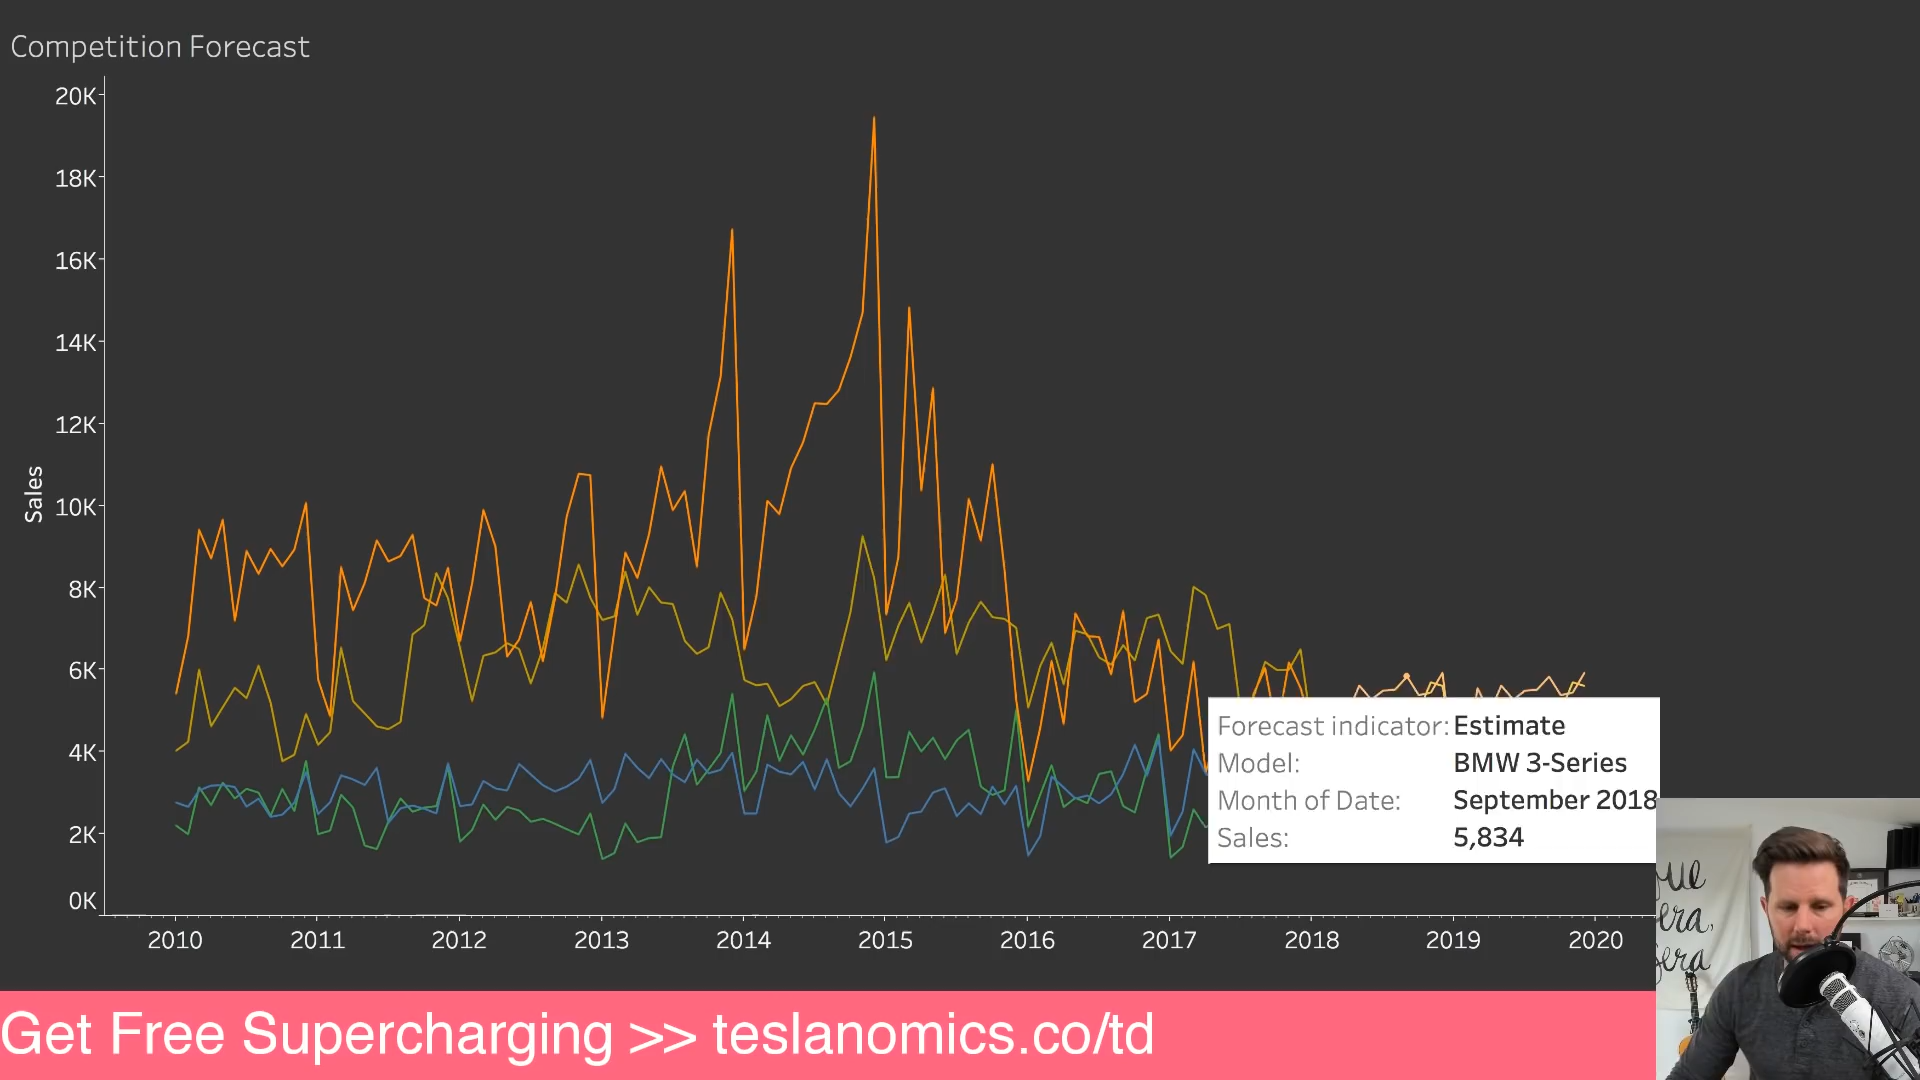 Competition Forecast
20K
18K
16K
14K
12K
10K
8K
6K
4K
2K
0K
Sales
Forecast indicator: Estimate
Model: BMW 3-Series
Month of Date: September 2018
Sales: 5,834
2010 2011 2012 2013 2014 2015 2016 2017 2018 2019 2020
era,
era
Get Free Supercharging >> teslanomics.co/td